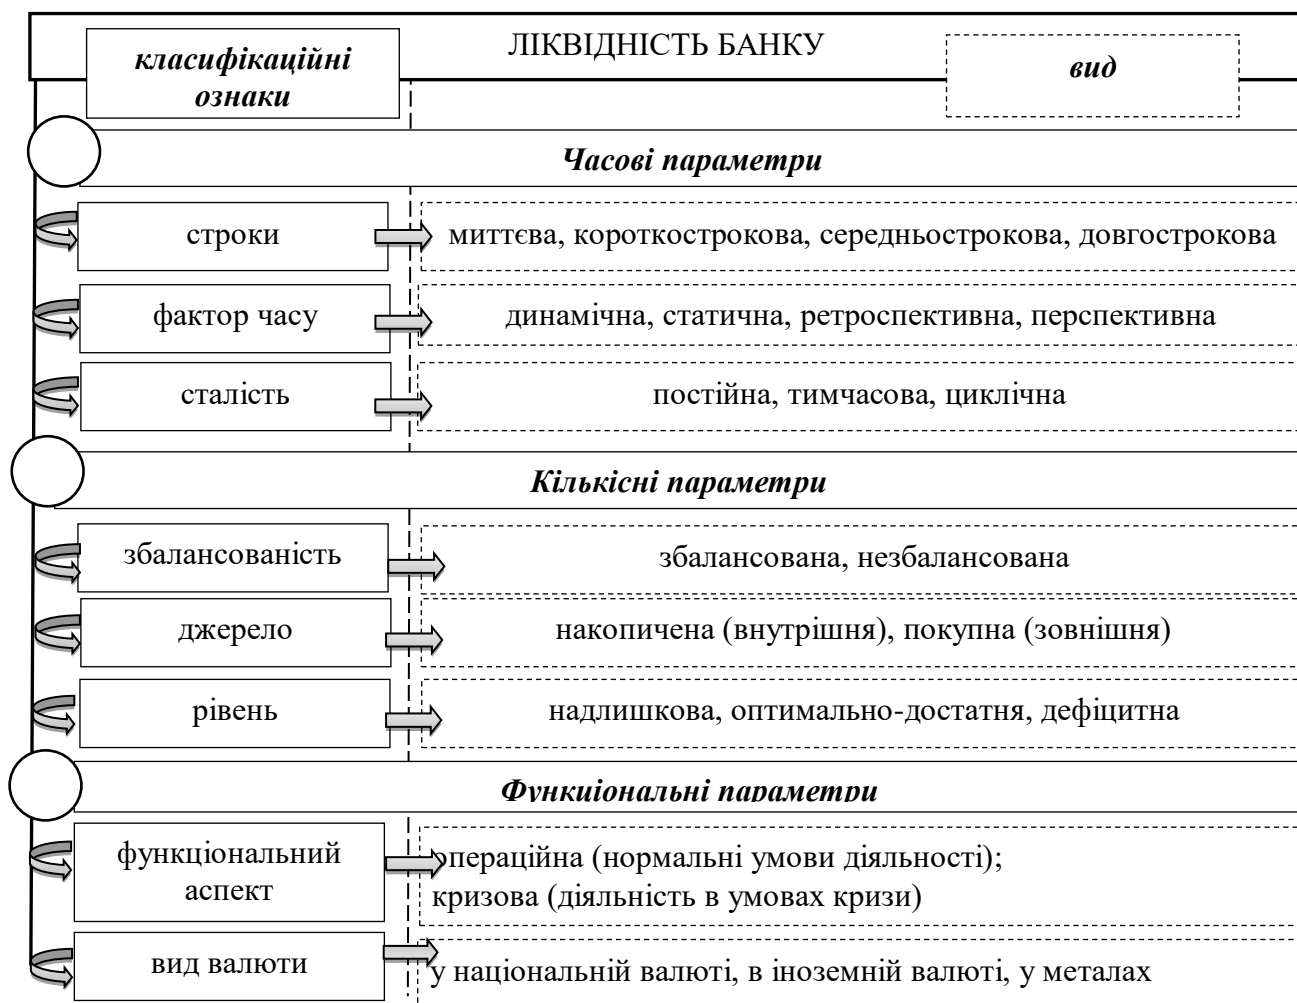 ЛІКВІДНІСТЬ БАНКУ
класифікаційні
ознаки
вид
Часові параметри
строки
миттєва, короткострокова, середньострокова, довгострокова
фактор часу
динамічна, статична, ретроспективна, перспективна
сталість
постійна, тимчасова, циклічна
Кількісні параметри
збалансованість
збалансована, незбалансована
джерело
накопичена (внутрішня), покупна (зовнішня)
рівень
надлишкова, оптимально-достатня, дефіцитна
Функціональні параметри
функціональний
аспект
операційна (нормальні умови діяльності);
кризова (діяльність в умовах кризи)
вид валюти
у національній валюті, в іноземній валюті, у металах